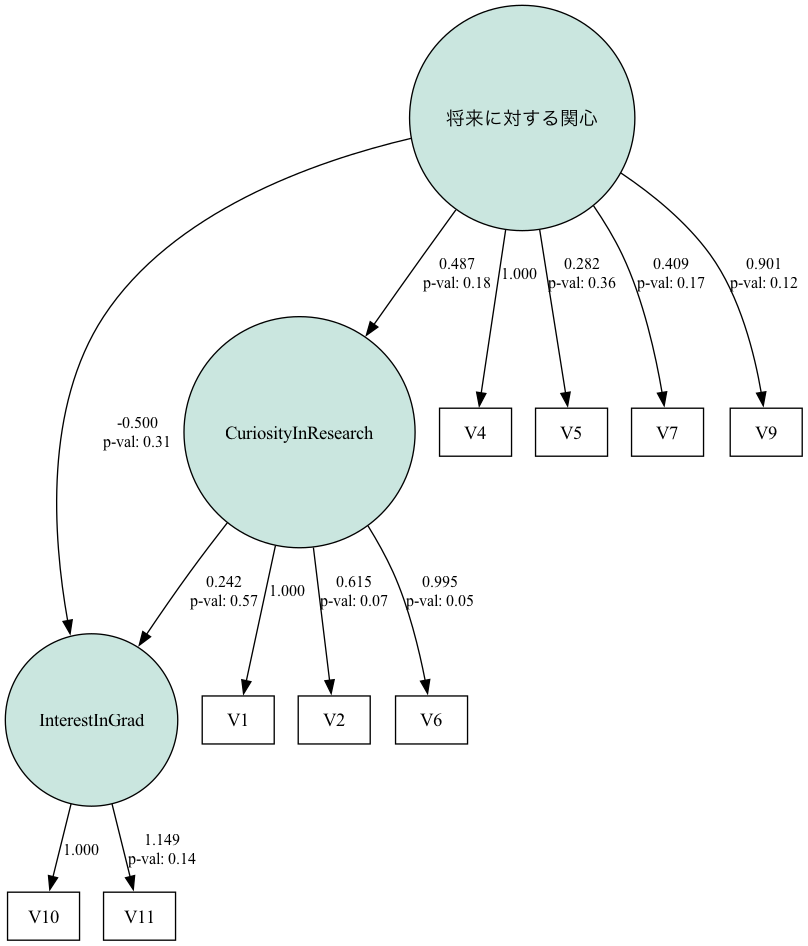 将来に対する関心
0.487
p-val: 0.18
1.000
0.282
p-val: 0.36
0.409
p-val: 0.17
0.901
p-val: 0.12
-0.500
p-val: 0.31
CuriosityInResearch
V4
V5
V7
V9
0.242
p-val: 0.57
1.000
0.615
p-val: 0.07
0.995
p-val: 0.05
InterestInGrad
V1
V2
V6
1.000
1.149
p-val: 0.14
V10
V11